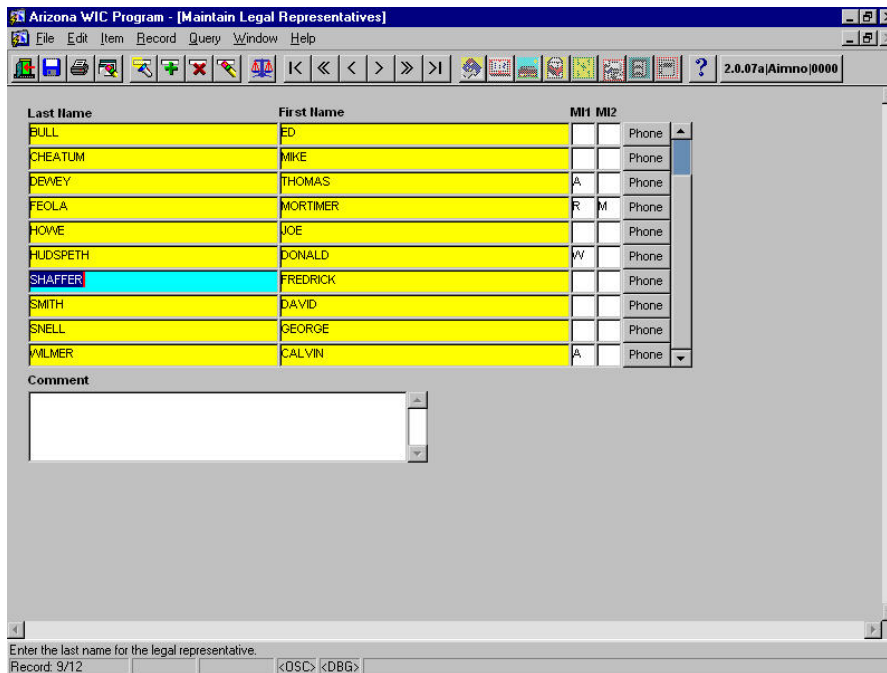 Arizona WIC Program - [Maintain Legal Representatives]
File Edit Item Record Query Window Help
? 2.0.07a|Aimno|0000
Last Name First Name MI1 MI2
BULL ED Phone
CHEATUM MIKE Phone
DEWEY THOMAS A Phone
FEOLA MORTIMER R M Phone
HOWE JOE Phone
HUDSPETH DONALD W Phone
SHAFFER FREDRICK Phone
SMITH DAVID Phone
SNELL GEORGE Phone
WILMER CALVIN A Phone
Comment
Enter the last name for the legal representative.
Record: 9/12 <OSC> <DBG>